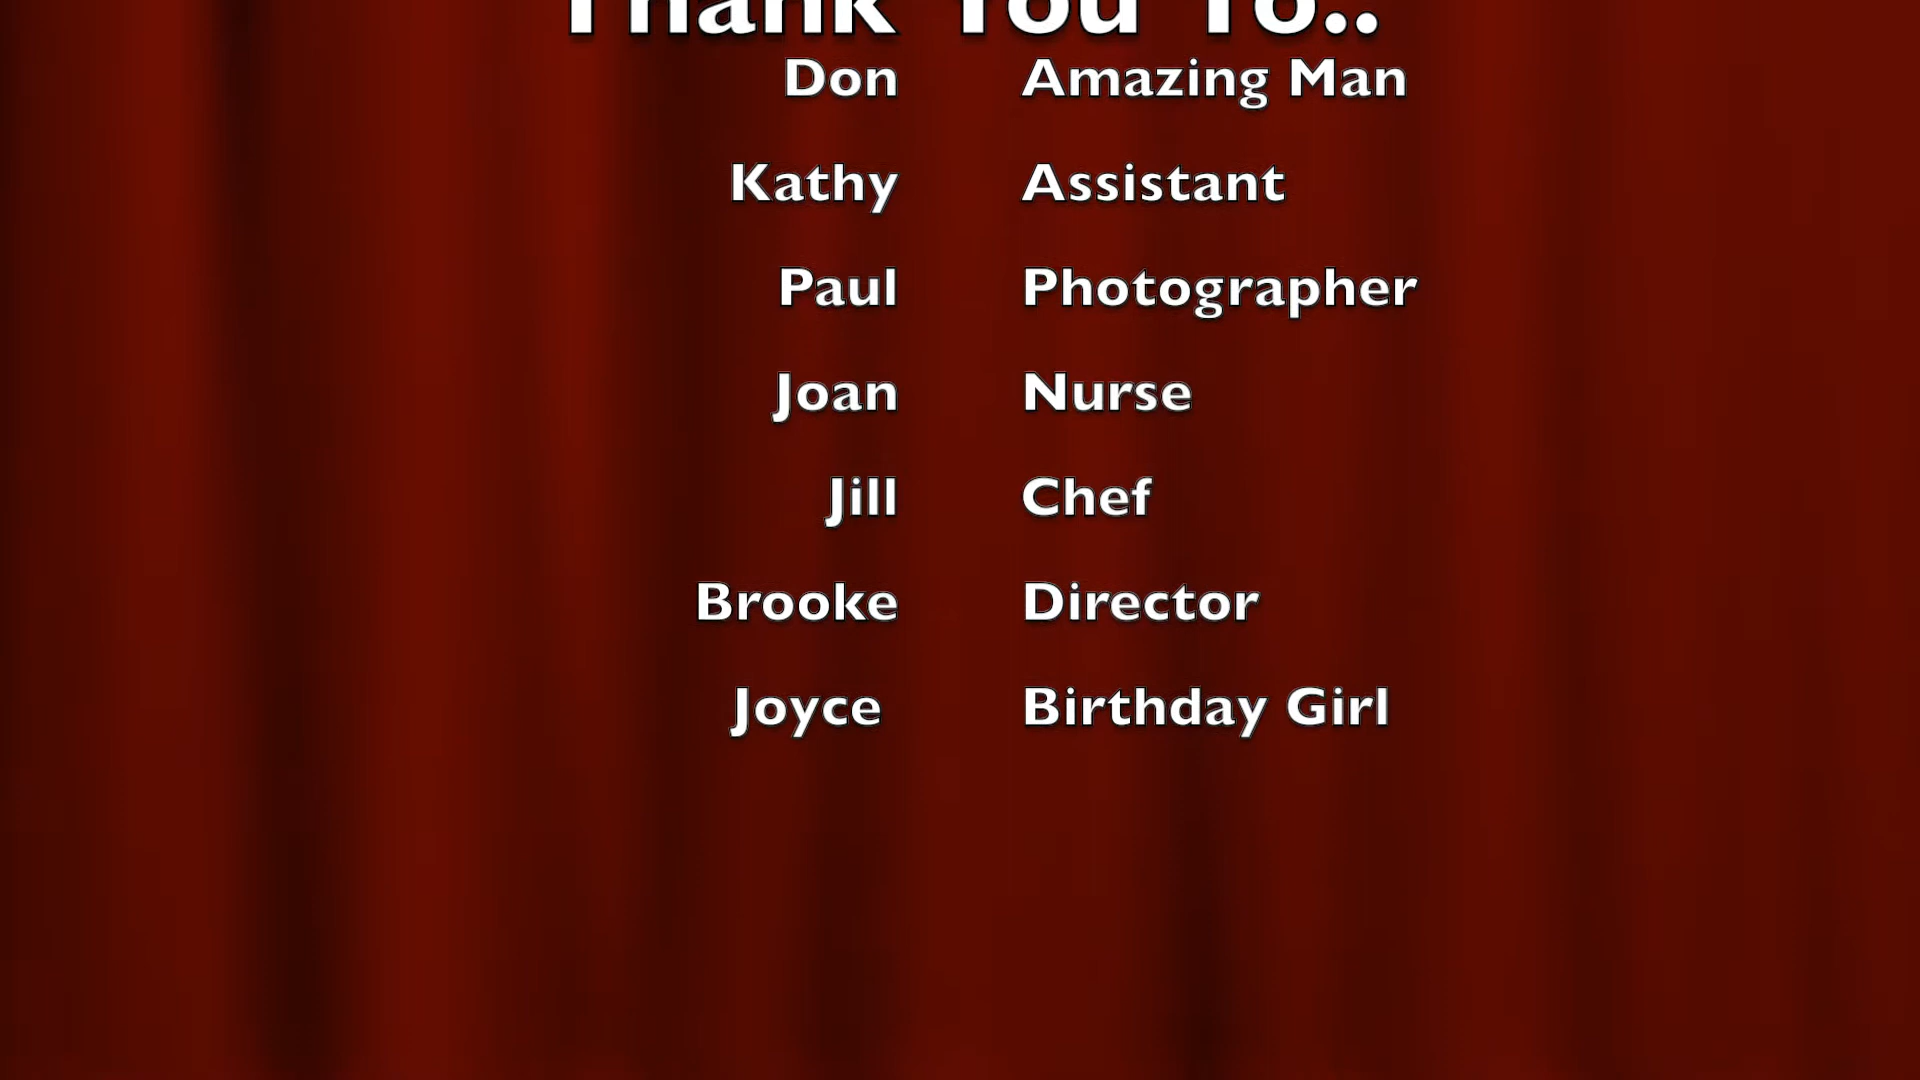 Thank You To..
Don Amazing Man
Kathy Assistant
Paul Photographer
Joan Nurse
Jill Chef
Brooke Director
Joyce Birthday Girl